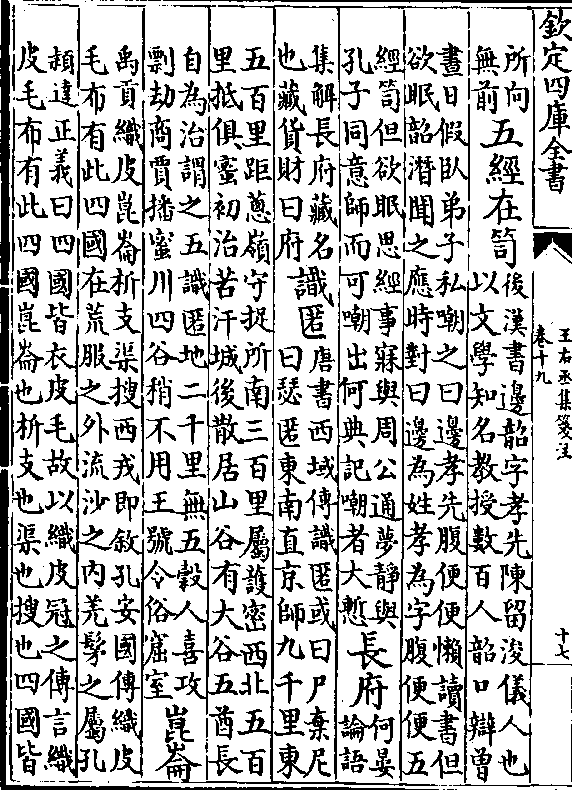 欽定四庫全書
王右丞集箋注
卷十九
十七
所向
無前
五經在笥
後漢書邊韶字孝先陳留浚儀人也
以文學知名教授數百人韶口辯曽
晝日假臥弟子私嘲之曰邊孝先腹便便懶讀書但
欲眠韶潛聞之應時對曰邊為姓孝為字腹便便五
經笥但欲眠思經事寐與周公通夢靜與
孔子同意師而可嘲出何典記嘲者大慙
長府
何晏
論語
集解長府藏名
也藏貨財曰府
識匿
唐書西域傳識匿或曰尸棄尼
曰瑟匿東南直京師九千里東
五百里距葱嶺守捉所南三百里屬護密西北五百
里抵俱蜜初治苦汗城後散居山谷有大谷五酋長
自為治謂之五識匿地二千里無五穀人喜攻
剽劫商賈播蜜川四谷稍不用王號令俗窟室
崑崙
禹貢織皮崑崙析支渠搜西戎即敘孔安國傳織皮
毛布有此四國在荒服之外流沙之内羌髳之屬孔
頴達正義曰四國皆衣皮毛故以織皮冠之傳言織
皮毛布有此四國崑崙也析支也渠也搜也四國皆